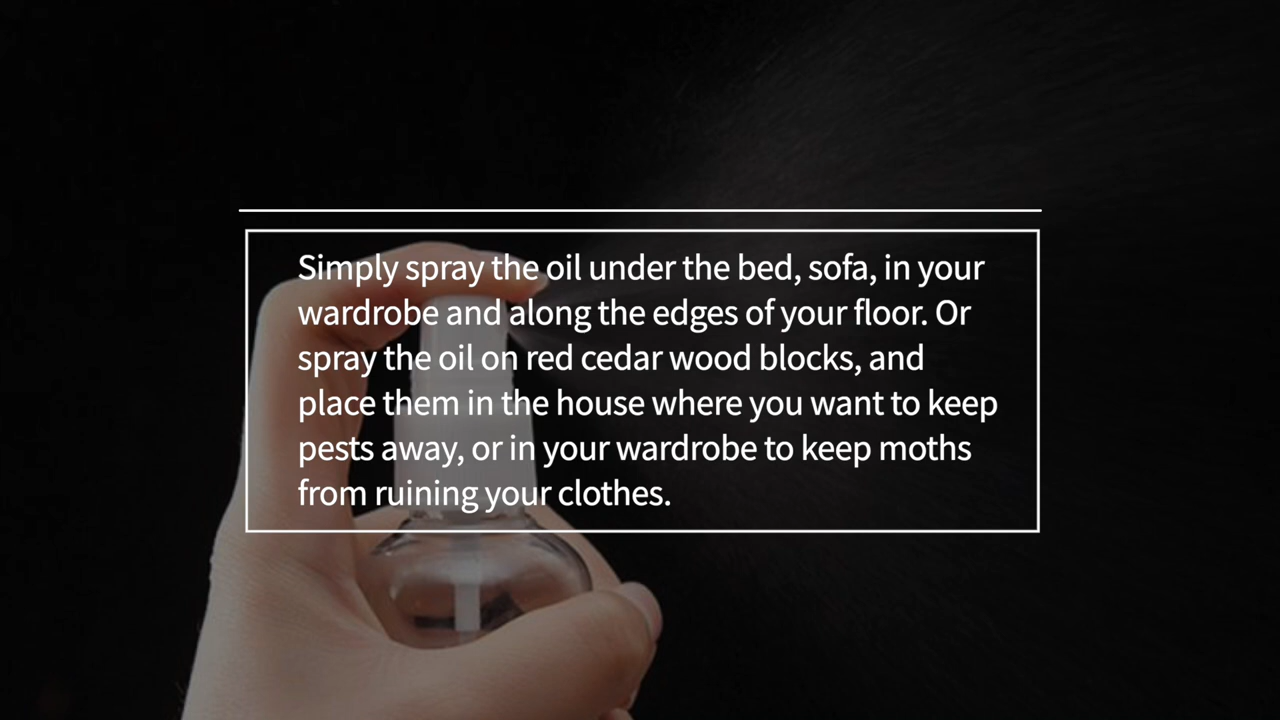 Simply spray the oil under the bed, sofa, in your
wardrobe and along the edges of your floor. Or
spray the oil on red cedar wood blocks, and
place them in the house where you want to keep
pests away, or in your wardrobe to keep moths
from ruining your clothes.